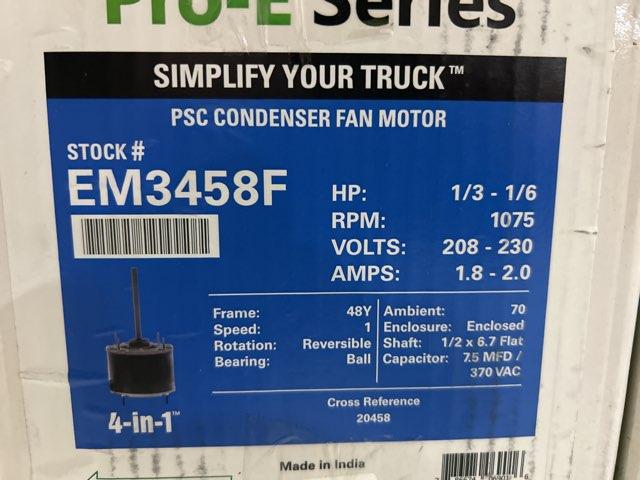 Pro-E Series
SIMPLIFY YOUR TRUCK™
PSC CONDENSER FAN MOTOR
STOCK #
EM3458F
HP: 1/3 - 1/6
RPM: 1075
VOLTS: 208 - 230
AMPS: 1.8 - 2.0
Frame: 48Y
Speed: 1
Rotation: Reversible
Bearing: Ball
Ambient: 70
Enclosure: Enclosed
Shaft: 1/2 x 6.7 Flat
Capacitor: 7.5 MFD /
370 VAC
4-in-1™
Cross Reference
20458
Made in India